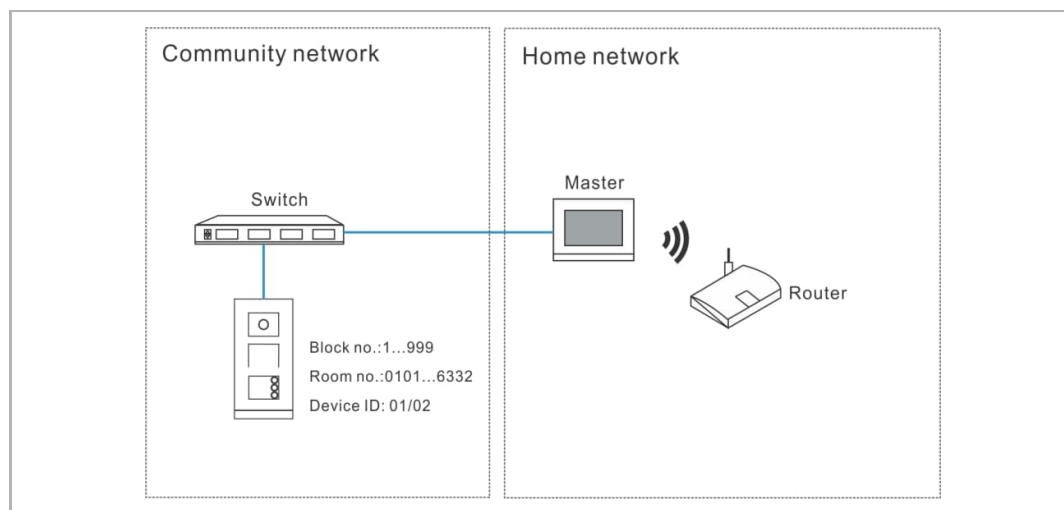 Community network
Home network
Master
Switch
Router
Block no.:1...999
Room no.:0101...6332
Device ID: 01/02